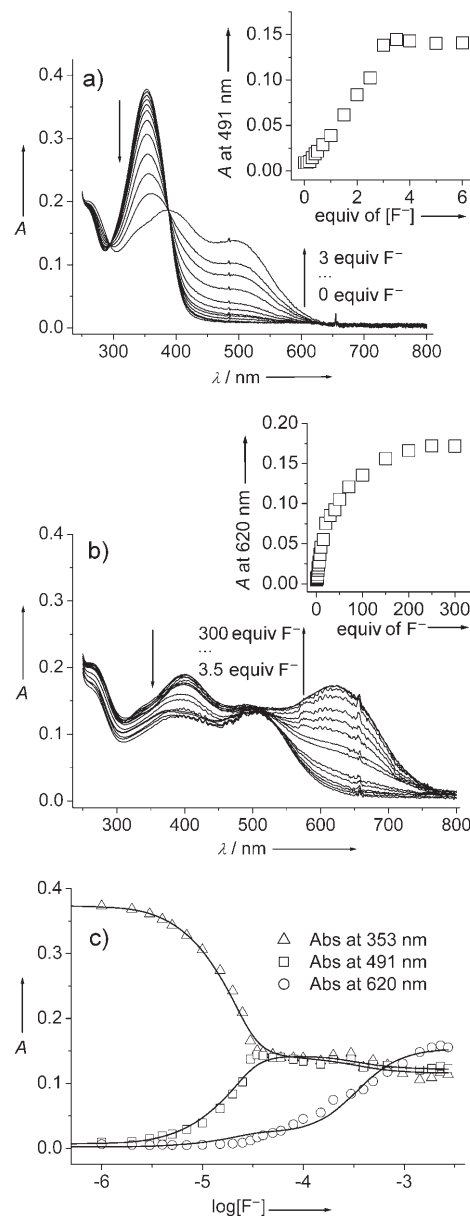 a)
A
0.4
0.3
0.2
0.1
0.0
300 400 500 600 700 800
λ / nm
3 equiv F⁻
...
0 equiv F⁻
A at 491 nm
0.15
0.10
0.05
0.00
0 2 4 6
equiv of [F⁻]
b)
A
0.4
0.3
0.2
0.1
0.0
300 400 500 600 700 800
λ / nm
300 equiv F⁻
...
3.5 equiv F⁻
A at 620 nm
0.20
0.15
0.10
0.05
0.00
0 100 200 300
equiv of F⁻
c)
A
0.4
0.3
0.2
0.1
0.0
Abs at 353 nm
Abs at 491 nm
Abs at 620 nm
-6 -5 -4 -3
log[F⁻]